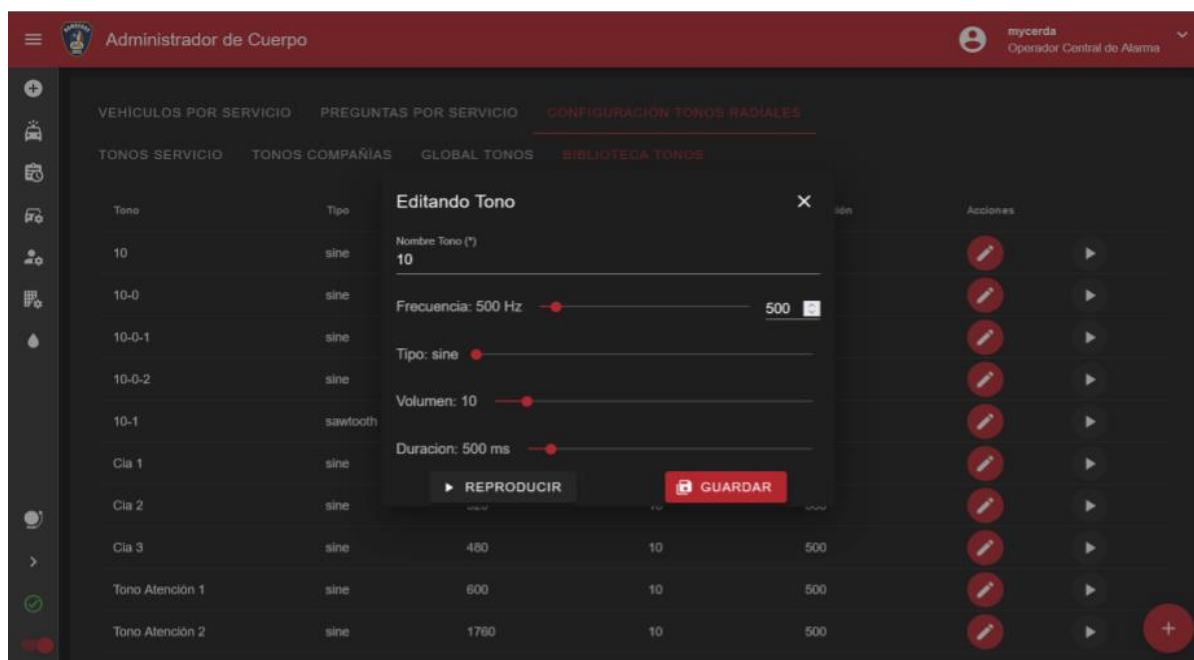 Administrador de Cuerpo
mycerda
Operador Central de Alarma
VEHÍCULOS POR SERVICIO PREGUNTAS POR SERVICIO CONFIGURACIÓN TONOS RADIALES
TONOS SERVICIO TONOS COMPAÑÍAS GLOBAL TONOS BIBLIOTECA TONOS
Tono Tipo Acciones
Editando Tono
Nombre Tono (*)
10
Frecuencia: 500 Hz 500
Tipo: sine
Volumen: 10
Duracion: 500 ms
REPRODUCIR GUARDAR
10 sine
10-0 sine
10-0-1 sine
10-0-2 sine
10-1 sawtooth
Cia 1 sine
Cia 2 sine
Cia 3 sine 480 10 500
Tono Atención 1 sine 600 10 500
Tono Atención 2 sine 1760 10 500